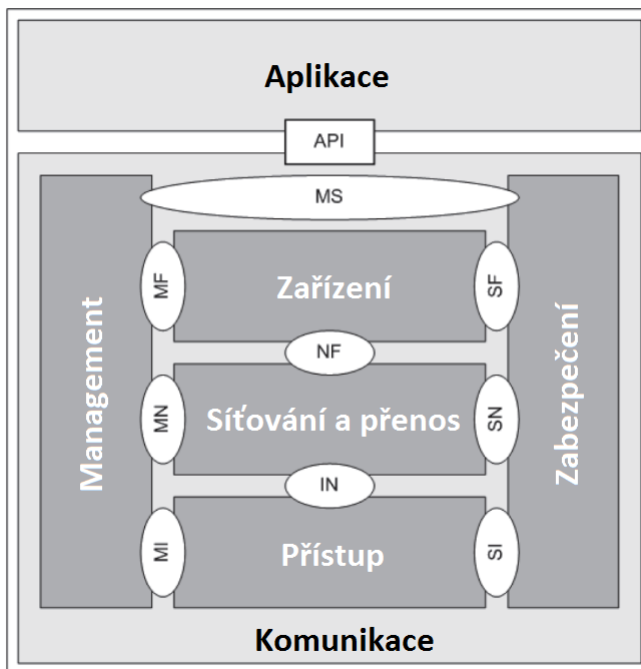 Aplikace
API
MS
Management
MF
Zařízení
SF
Zabezpečení
NF
MN
Síťování a přenos
SN
IN
MI
Přístup
SI
Komunikace